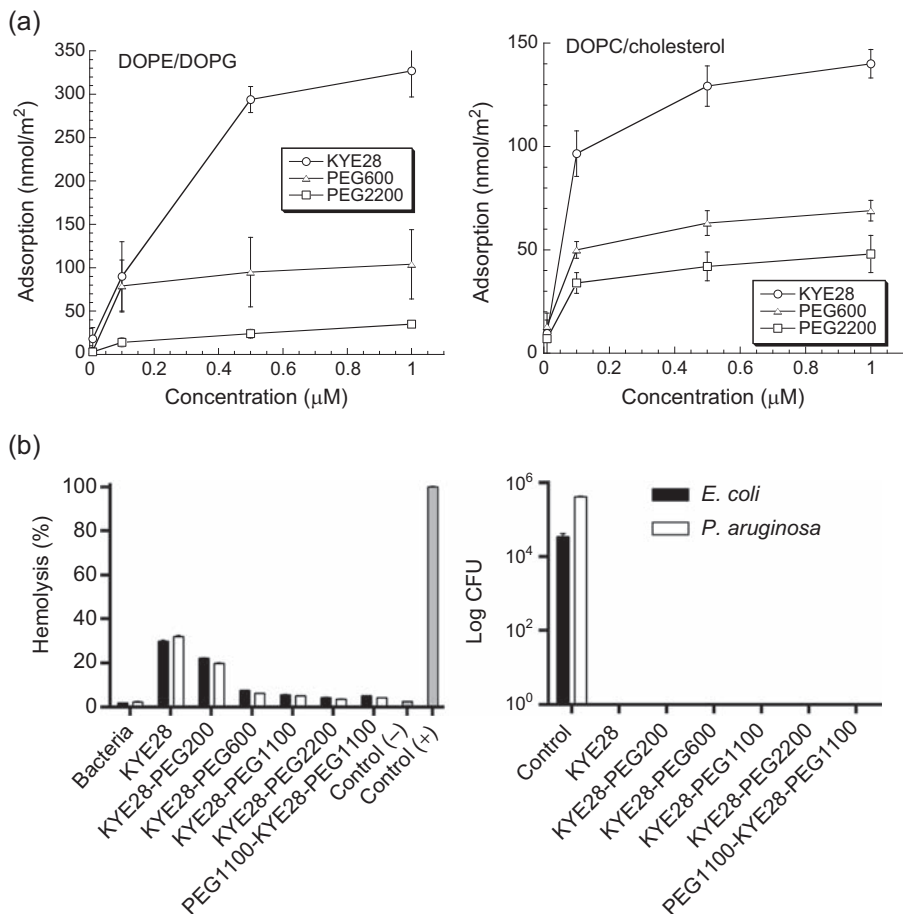 (a)
DOPE/DOPG
Adsorption (nmol/m²)
350
300
250
200
150
100
50
0
KYE28
PEG600
PEG2200
0 0.2 0.4 0.6 0.8 1
Concentration (μM)
DOPC/cholesterol
Adsorption (nmol/m²)
150
100
50
0
KYE28
PEG600
PEG2200
0 0.2 0.4 0.6 0.8 1
Concentration (μM)
(b)
Hemolysis (%)
100
80
60
40
20
0
Bacteria
KYE28
KYE28-PEG200
KYE28-PEG600
KYE28-PEG1100
KYE28-PEG2200
PEG1100-KYE28-PEG1100
Control (–)
Control (+)
Log CFU
10⁶
10⁴
10²
10⁰
E. coli
P. aruginosa
Control
KYE28
KYE28-PEG200
KYE28-PEG600
KYE28-PEG1100
KYE28-PEG2200
PEG1100-KYE28-PEG1100